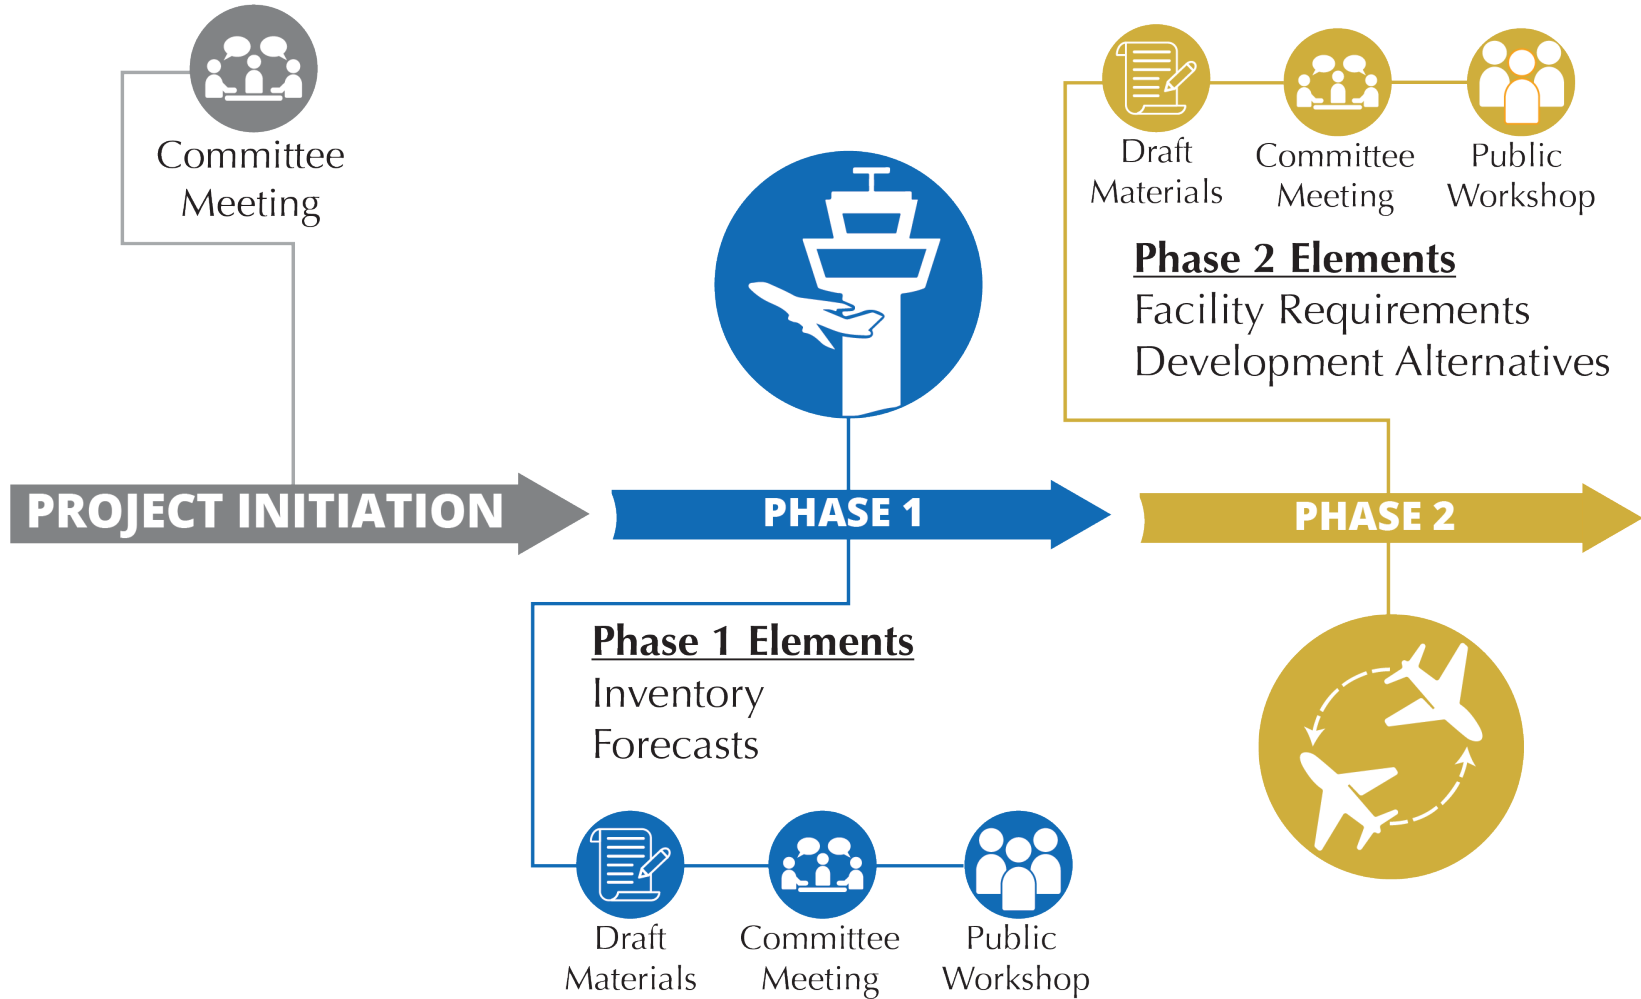 Committee
Meeting
PROJECT INITIATION
PHASE 1
Phase 1 Elements
Inventory
Forecasts
Draft
Materials
Committee
Meeting
Public
Workshop
Draft
Materials
Committee
Meeting
Public
Workshop
Phase 2 Elements
Facility Requirements
Development Alternatives
PHASE 2